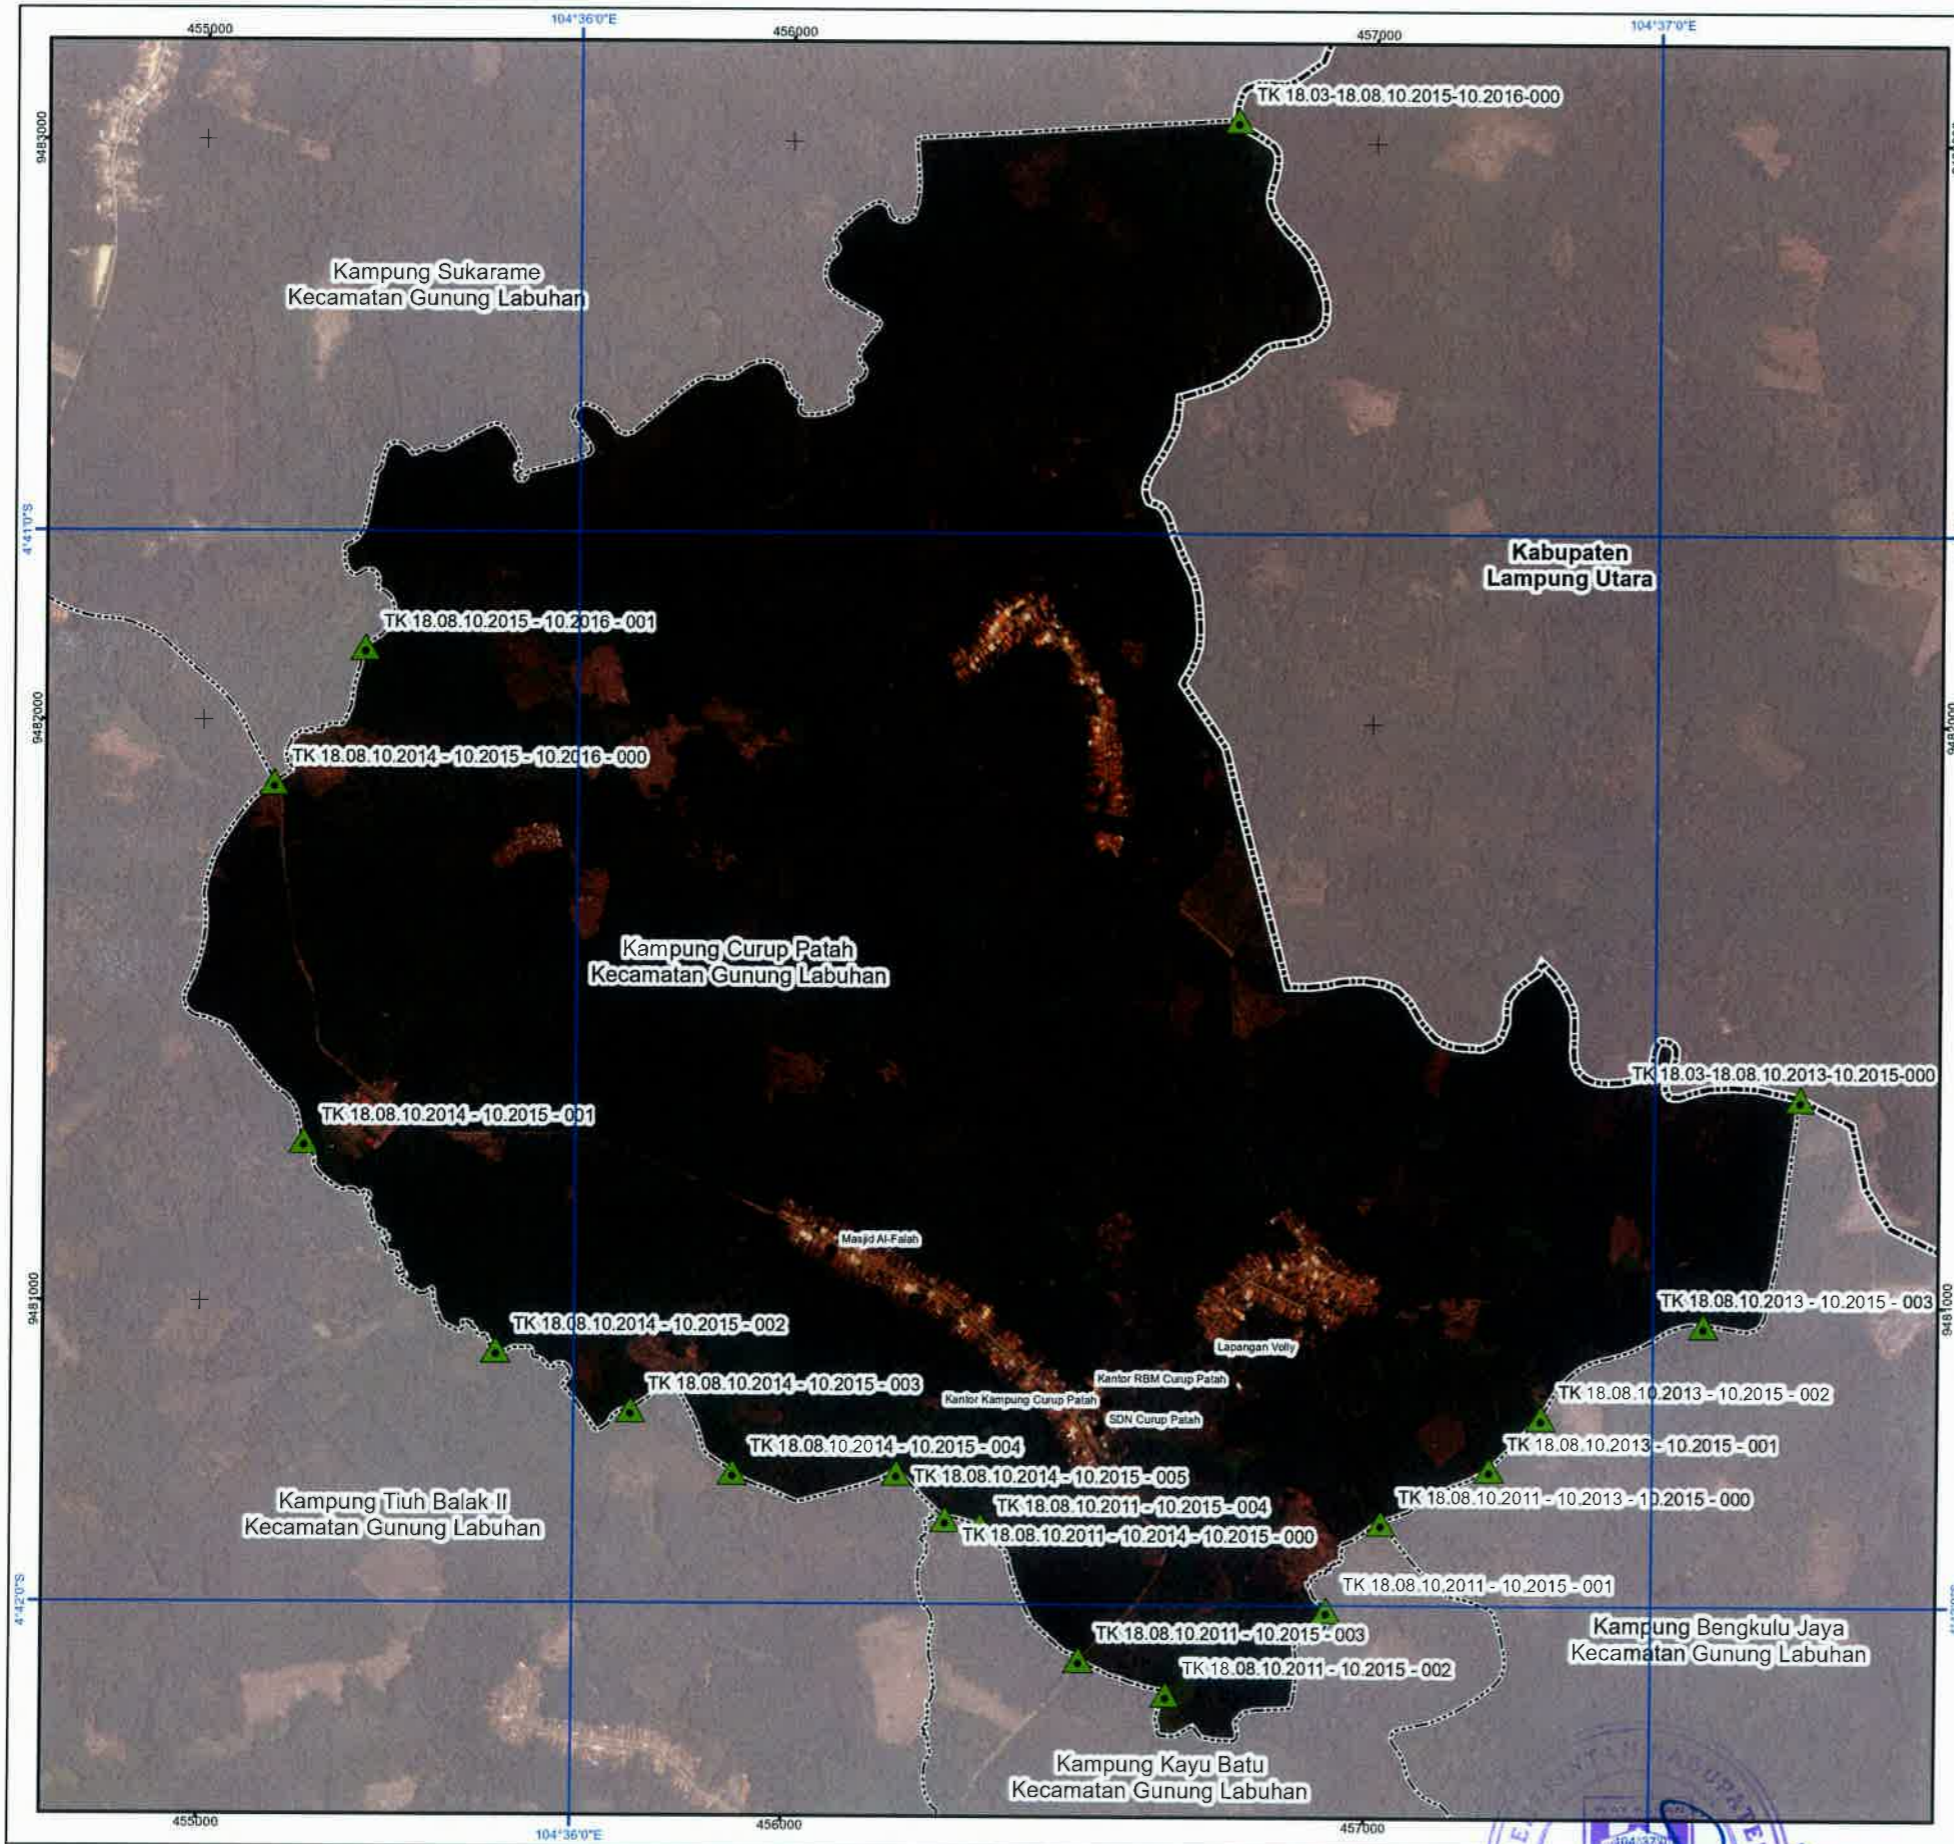 455000
104°36'0"E
456000
457000
104°37'0"E
9483000
TK 18.03-18.08.10.2015-10.2016-000
Kampung Sukarame
Kecamatan Gunung Labuhan
4°41'0"S
Kabupaten
Lampung Utara
TK 18.08.10.2015 - 10.2016 - 001
9482000
9482000
TK 18.08.10.2014 - 10.2015 - 10.2016 - 000
Kampung Curup Patah
Kecamatan Gunung Labuhan
TK 18.03-18.08.10.2013-10.2015-000
TK 18.08.10.2014 - 10.2015 - 001
Masjid Al-Falah
9481000
9481000
TK 18.08.10.2013 - 10.2015 - 003
TK 18.08.10.2014 - 10.2015 - 002
Lapangan Volly
Kantor RBM Curup Patah
TK 18.08.10.2014 - 10.2015 - 003
TK 18.08.10.2013 - 10.2015 - 002
Kantor Kampung Curup Patah
SDN Curup Patah
TK 18.08.10.2014 - 10.2015 - 004
TK 18.08.10.2013 - 10.2015 - 001
TK 18.08.10.2014 - 10.2015 - 005
TK 18.08.10.2011 - 10.2013 - 10.2015 - 000
Kampung Tiuh Balak II
Kecamatan Gunung Labuhan
TK 18.08.10.2011 - 10.2015 - 004
TK 18.08.10.2011 - 10.2014 - 10.2015 - 000
4°42'0"S
TK 18.08.10.2011 - 10.2015 - 001
TK 18.08.10.2011 - 10.2015 - 003
Kampung Bengkulu Jaya
Kecamatan Gunung Labuhan
TK 18.08.10.2011 - 10.2015 - 002
Kampung Kayu Batu
Kecamatan Gunung Labuhan
455000
104°36'0"E
456000
457000
104°37'0"E